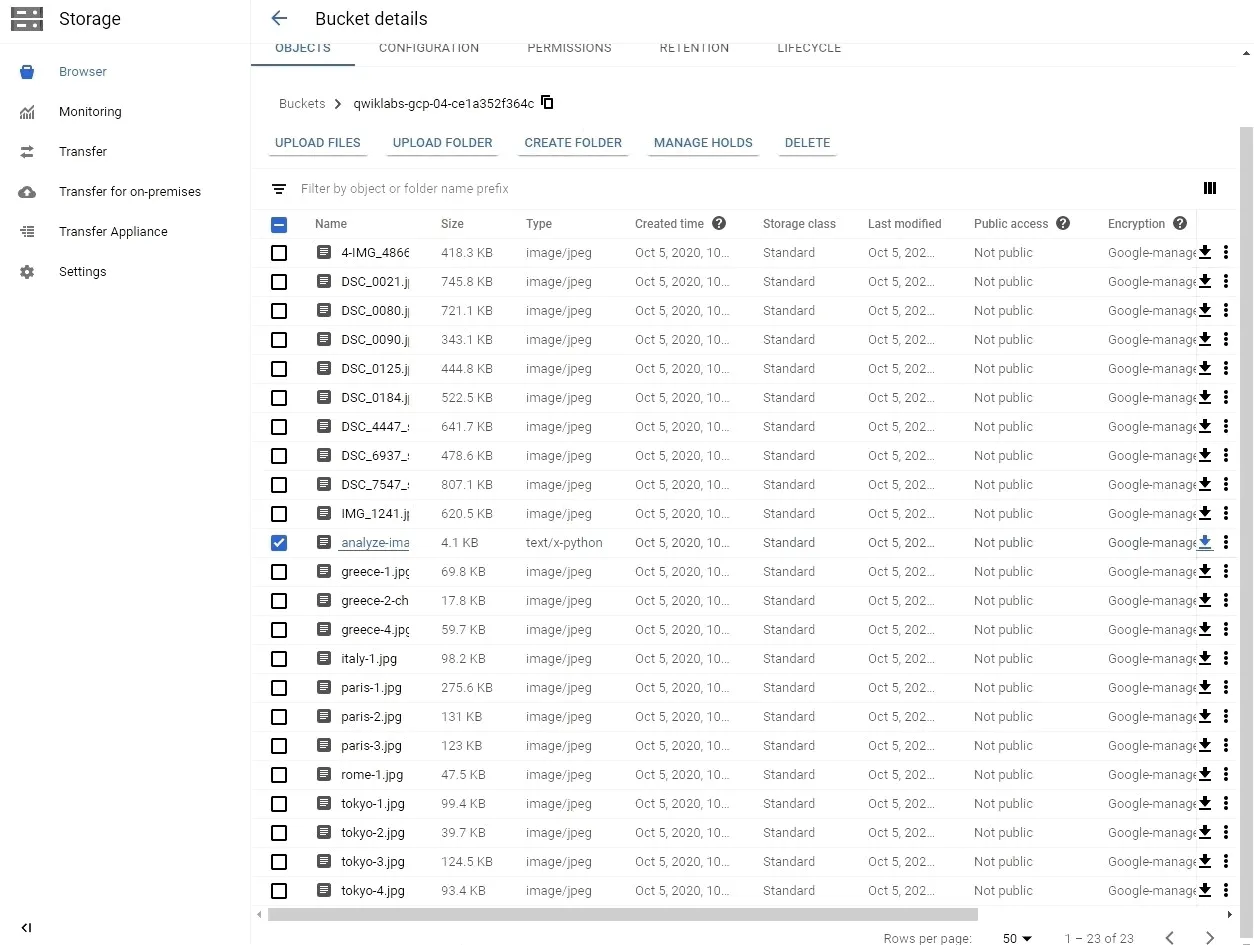 Storage
Bucket details
OBJECTS CONFIGURATION PERMISSIONS RETENTION LIFECYCLE
Browser
Monitoring
Transfer
Transfer for on-premises
Transfer Appliance
Settings
Buckets > qwiklabs-gcp-04-ce1a352f364c
UPLOAD FILES UPLOAD FOLDER CREATE FOLDER MANAGE HOLDS DELETE
Filter by object or folder name prefix
Name Size Type Created time Storage class Last modified Public access Encryption
4-IMG_4866 418.3 KB image/jpeg Oct 5, 2020, 10... Standard Oct 5, 202... Not public Google-manage
DSC_0021.j 745.8 KB image/jpeg Oct 5, 2020, 10... Standard Oct 5, 202... Not public Google-manage
DSC_0080.j 721.1 KB image/jpeg Oct 5, 2020, 10... Standard Oct 5, 202... Not public Google-manage
DSC_0090.j 343.1 KB image/jpeg Oct 5, 2020, 10... Standard Oct 5, 202... Not public Google-manage
DSC_0125.j 444.8 KB image/jpeg Oct 5, 2020, 10... Standard Oct 5, 202... Not public Google-manage
DSC_0184.j 522.5 KB image/jpeg Oct 5, 2020, 10... Standard Oct 5, 202... Not public Google-manage
DSC_4447_s 641.7 KB image/jpeg Oct 5, 2020, 10... Standard Oct 5, 202... Not public Google-manage
DSC_6937_s 478.6 KB image/jpeg Oct 5, 2020, 10... Standard Oct 5, 202... Not public Google-manage
DSC_7547_s 807.1 KB image/jpeg Oct 5, 2020, 10... Standard Oct 5, 202... Not public Google-manage
IMG_1241.j 620.5 KB image/jpeg Oct 5, 2020, 10... Standard Oct 5, 202... Not public Google-manage
analyze-ima 4.1 KB text/x-python Oct 5, 2020, 10... Standard Oct 5, 202... Not public Google-manage
greece-1.jpg 69.8 KB image/jpeg Oct 5, 2020, 10... Standard Oct 5, 202... Not public Google-manage
greece-2-ch 17.8 KB image/jpeg Oct 5, 2020, 10... Standard Oct 5, 202... Not public Google-manage
greece-4.jpg 59.7 KB image/jpeg Oct 5, 2020, 10... Standard Oct 5, 202... Not public Google-manage
italy-1.jpg 98.2 KB image/jpeg Oct 5, 2020, 10... Standard Oct 5, 202... Not public Google-manage
paris-1.jpg 275.6 KB image/jpeg Oct 5, 2020, 10... Standard Oct 5, 202... Not public Google-manage
paris-2.jpg 131 KB image/jpeg Oct 5, 2020, 10... Standard Oct 5, 202... Not public Google-manage
paris-3.jpg 123 KB image/jpeg Oct 5, 2020, 10... Standard Oct 5, 202... Not public Google-manage
rome-1.jpg 47.5 KB image/jpeg Oct 5, 2020, 10... Standard Oct 5, 202... Not public Google-manage
tokyo-1.jpg 99.4 KB image/jpeg Oct 5, 2020, 10... Standard Oct 5, 202... Not public Google-manage
tokyo-2.jpg 39.7 KB image/jpeg Oct 5, 2020, 10... Standard Oct 5, 202... Not public Google-manage
tokyo-3.jpg 124.5 KB image/jpeg Oct 5, 2020, 10... Standard Oct 5, 202... Not public Google-manage
tokyo-4.jpg 93.4 KB image/jpeg Oct 5, 2020, 10... Standard Oct 5, 202... Not public Google-manage
Rows per page: 50 1 – 23 of 23